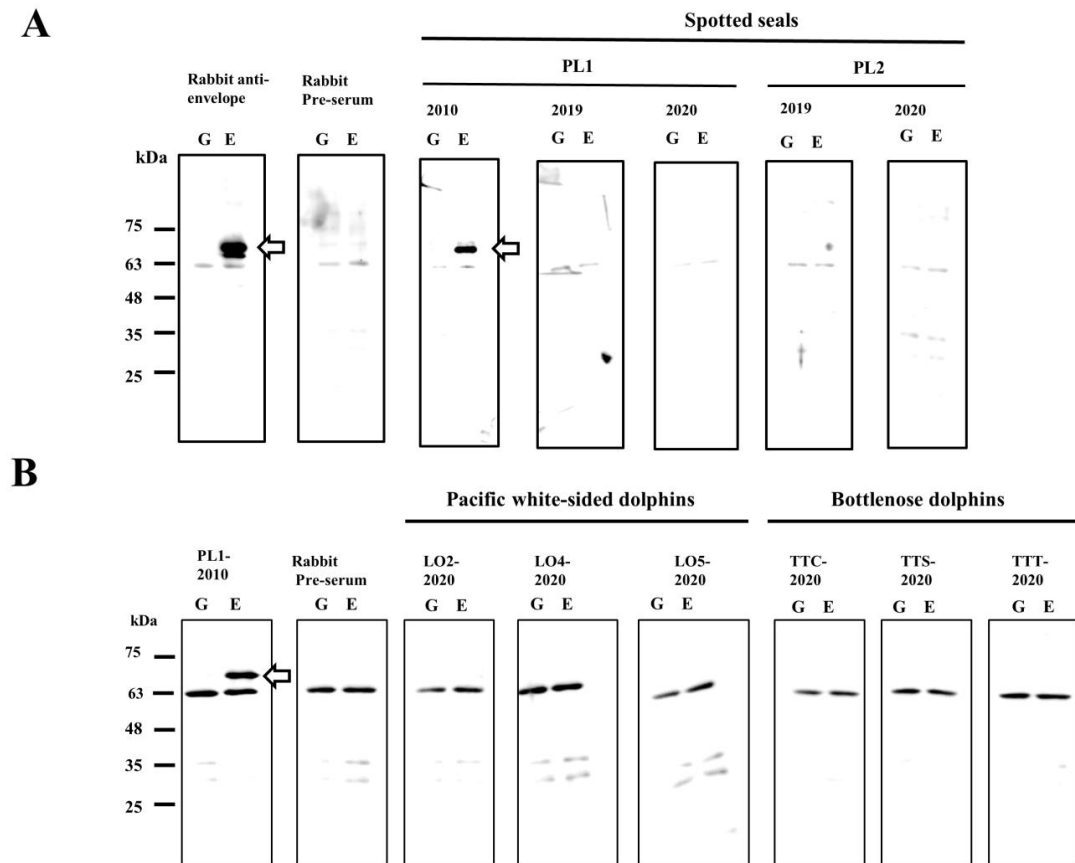 A
Spotted seals
PL1
PL2
Rabbit anti-
envelope
Rabbit
Pre-serum
2010
2019
2020
2019
2020
G E
G E
G E
G E
G E
G E
G E
kDa
75
63
48
35
25
B
Pacific white-sided dolphins
Bottlenose dolphins
PL1-
2010
Rabbit
Pre-serum
LO2-
2020
LO4-
2020
LO5-
2020
TTC-
2020
TTS-
2020
TTT-
2020
G E
G E
G E
G E
G E
G E
G E
G E
kDa
75
63
48
35
25